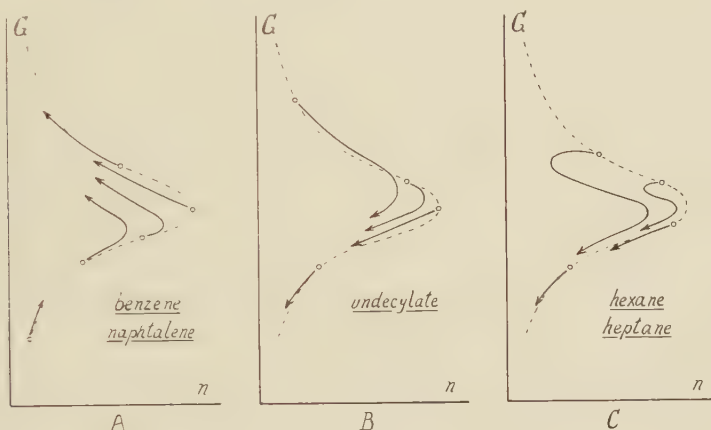 G
benzene
naphtalene
n
A
G
undecylate
n
B
G
hexane
heptane
n
C